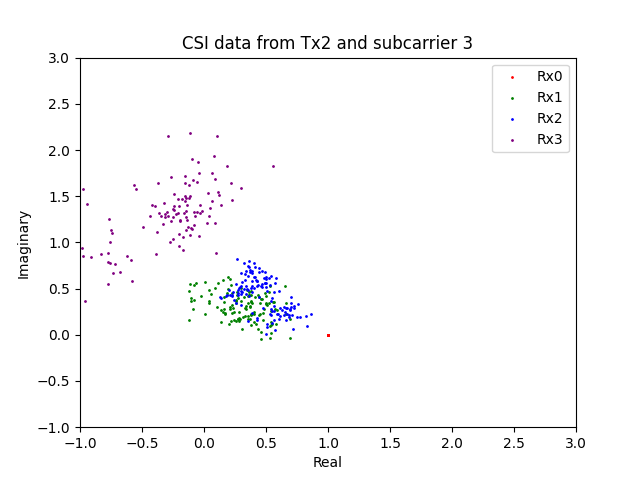 CSI data from Tx2 and subcarrier 3
Rx0
Rx1
Rx2
Rx3
3.0
2.5
2.0
1.5
1.0
0.5
0.0
−0.5
−1.0
Imaginary
−1.0 −0.5 0.0 0.5 1.0 1.5 2.0 2.5 3.0
Real